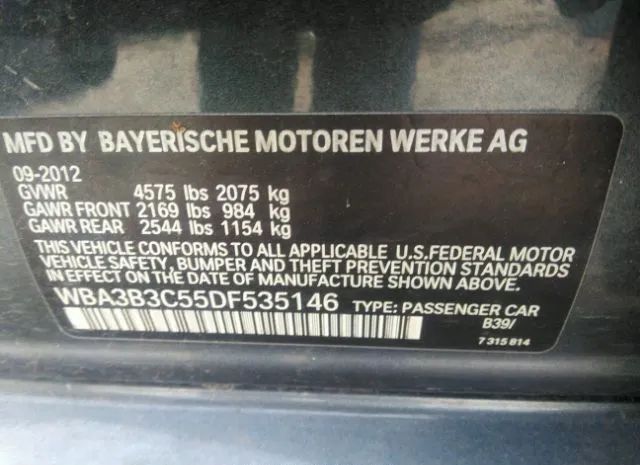 MFD BY BAYERISCHE MOTOREN WERKE AG
09-2012
GVWR 4575 lbs 2075 kg
GAWR FRONT 2169 lbs 984 kg
GAWR REAR 2544 lbs 1154 kg
THIS VEHICLE CONFORMS TO ALL APPLICABLE U.S.FEDERAL MOTOR
VEHICLE SAFETY, BUMPER AND THEFT PREVENTION STANDARDS
IN EFFECT ON THE DATE OF MANUFACTURE SHOWN ABOVE.
WBA3B3C55DF535146 TYPE: PASSENGER CAR
B39/
7 315 814